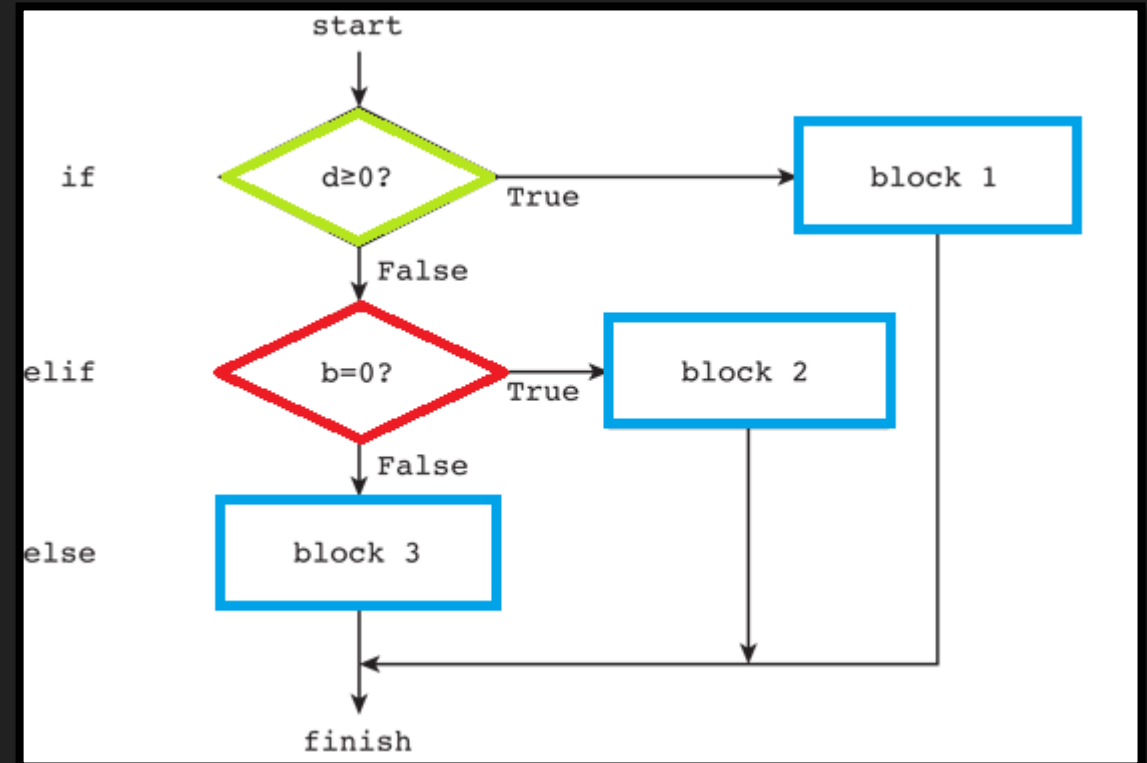 start
if
d≥0?
True
block 1
False
elif
b=0?
True
block 2
False
else
block 3
finish